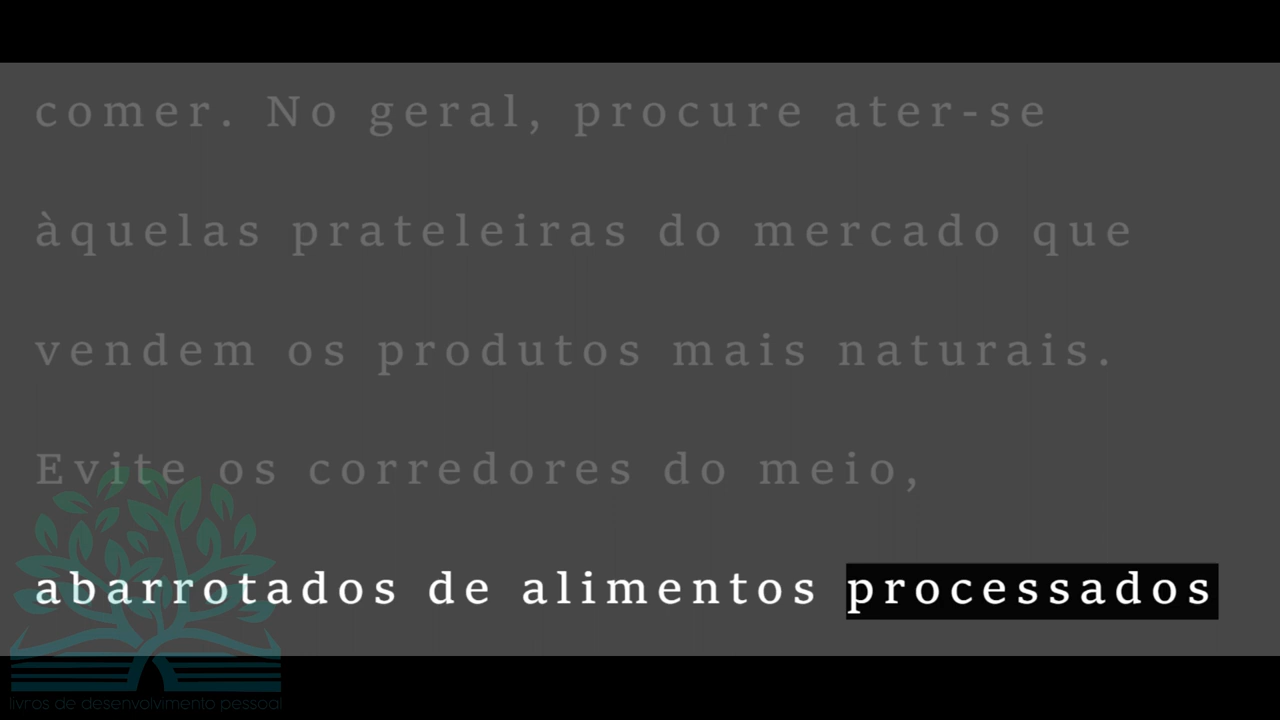 comer. No geral, procure ater-se
àquelas prateleiras do mercado que
vendem os produtos mais naturais.
Evite os corredores do meio,
abarrotados de alimentos processados
livros de desenvolvimento pessoal